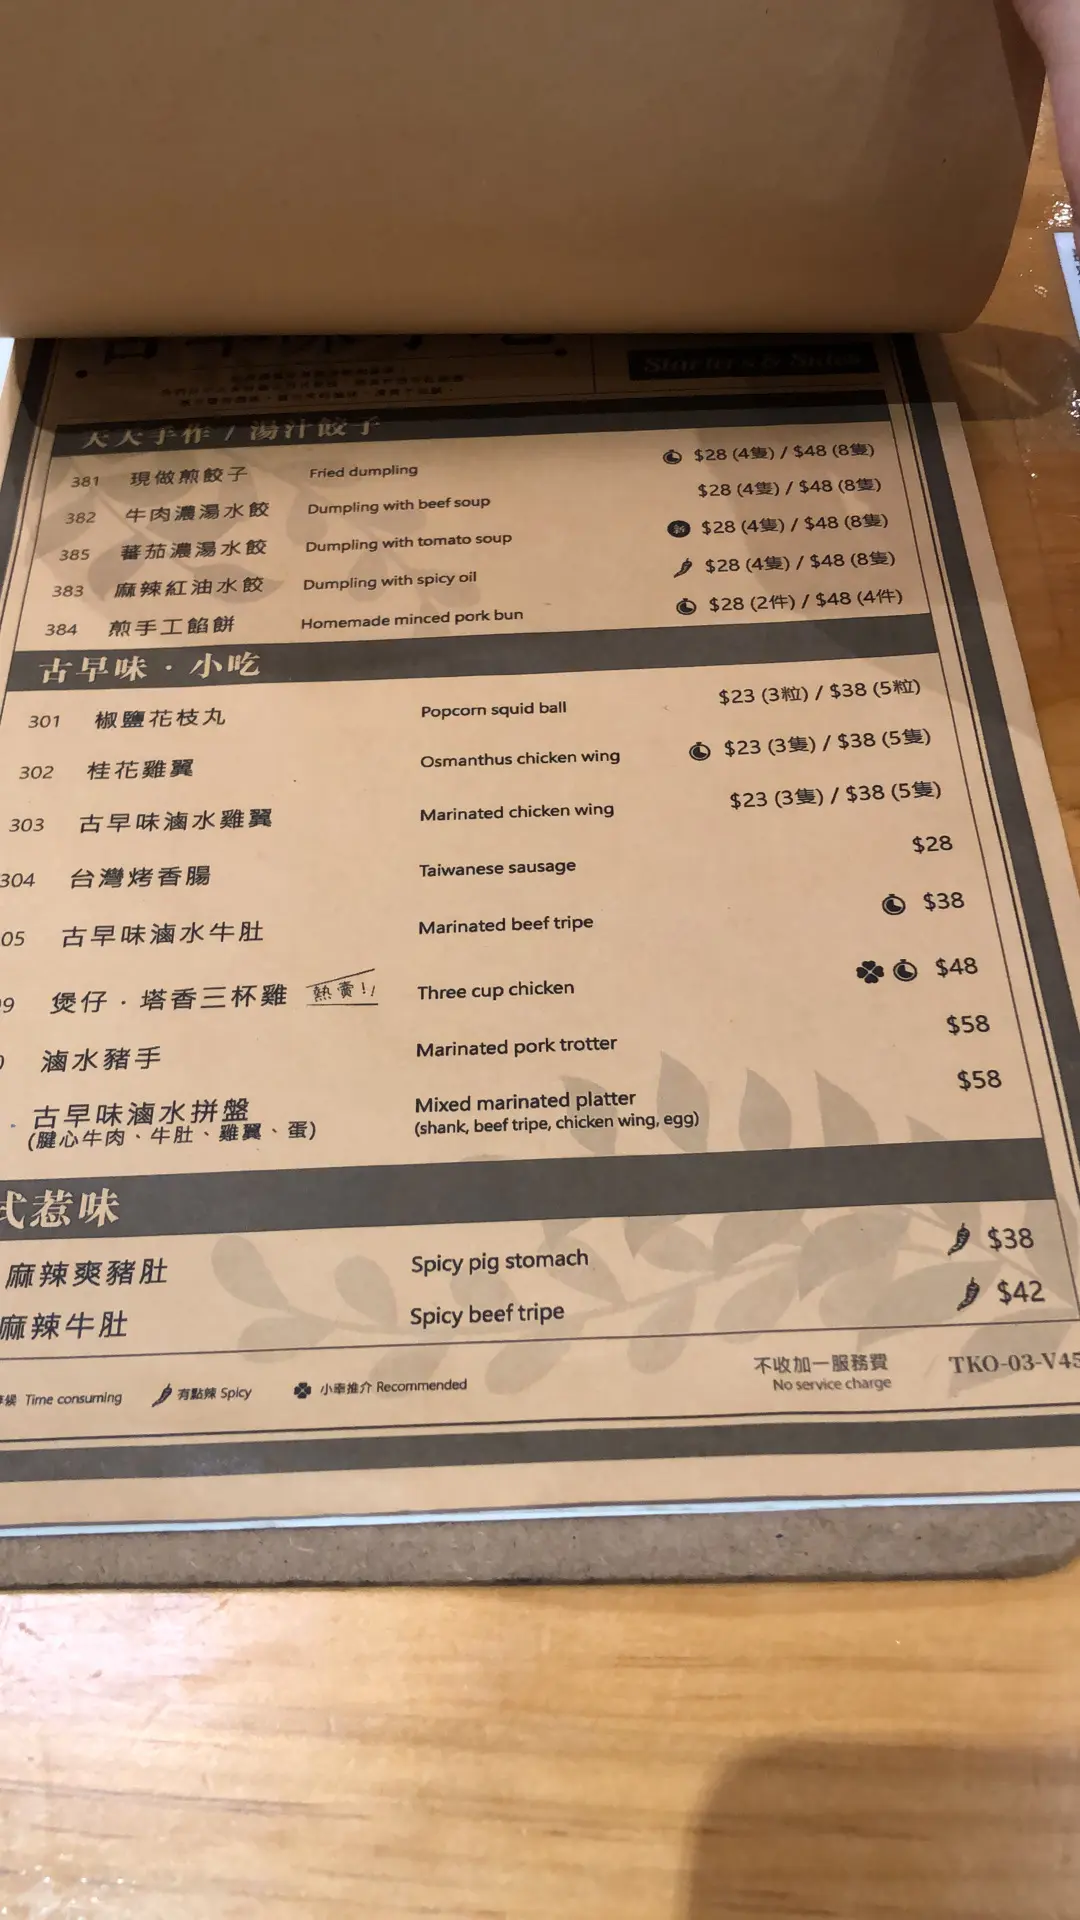 Starters & Snack
天天手作 / 湯汁餃子
381 現做煎餃子 Fried dumpling $28 (4隻) / $48 (8隻)
382 牛肉濃湯水餃 Dumpling with beef soup $28 (4隻) / $48 (8隻)
385 蕃茄濃湯水餃 Dumpling with tomato soup 新 $28 (4隻) / $48 (8隻)
383 麻辣紅油水餃 Dumpling with spicy oil $28 (4隻) / $48 (8隻)
384 煎手工餡餅 Homemade minced pork bun $28 (2件) / $48 (4件)
古早味・小吃
301 椒鹽花枝丸 Popcorn squid ball $23 (3粒) / $38 (5粒)
302 桂花雞翼 Osmanthus chicken wing $23 (3隻) / $38 (5隻)
303 古早味滷水雞翼 Marinated chicken wing $23 (3隻) / $38 (5隻)
304 台灣烤香腸 Taiwanese sausage $28
05 古早味滷水牛肚 Marinated beef tripe $38
9 煲仔・塔香三杯雞 熱賣! Three cup chicken $48
滷水豬手 Marinated pork trotter $58
古早味滷水拼盤 Mixed marinated platter $58
(腱心牛肉、牛肚、雞翼、蛋) (shank, beef tripe, chicken wing, egg)
式惹味
麻辣爽豬肚 Spicy pig stomach $38
麻辣牛肚 Spicy beef tripe $42
候 Time consuming 有點辣 Spicy 小幸推介 Recommended
不收加一服務費 TKO-03-V45
No service charge